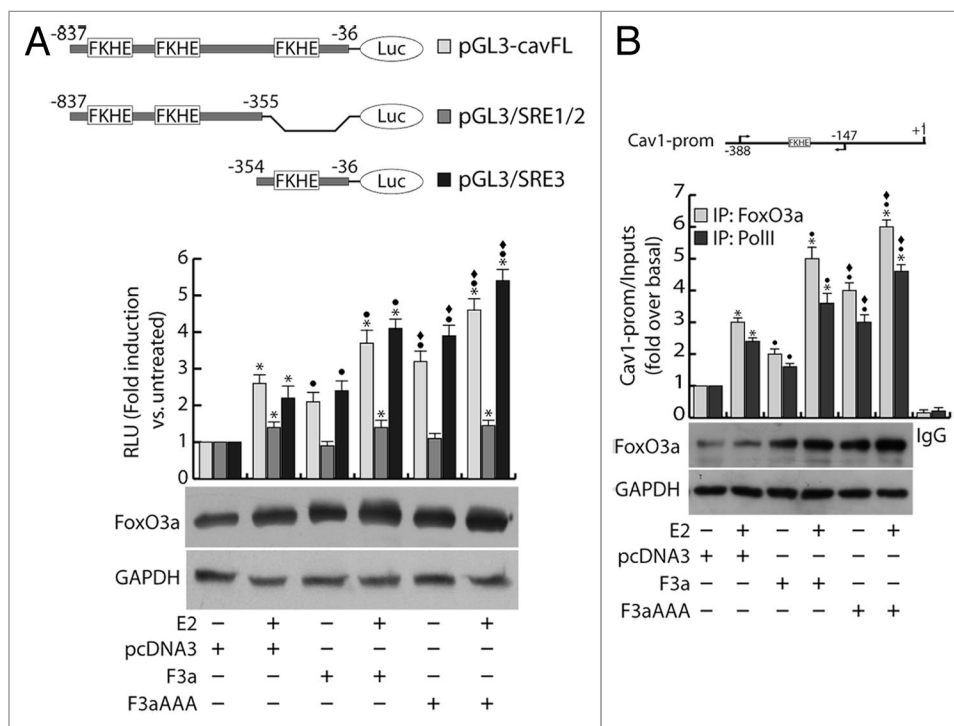 A
-837
-36
FKHE FKHE FKHE Luc pGL3-cavFL
-837
-355
FKHE FKHE Luc pGL3/SRE1/2
-354
-36
FKHE Luc pGL3/SRE3
RLU (Fold induction
vs. untreated)
6
5
4
3
2
1
0
* * * • • • * • * * • * • ♦ • ♦ • ♦ • * * ♦ • *
FoxO3a
GAPDH
E2 – + – + – +
pcDNA3 + + – – – –
F3a – – + + – –
F3aAAA – – – – + +
B
Cav1-prom
-388
FKHE
-147
+1
Cav1-prom/Inputs
(fold over basal)
7
6
5
4
3
2
1
0
IP: FoxO3a
IP: PolII
* * • • • * • * ♦ • ♦ • ♦ • * ♦ • *
IgG
FoxO3a
GAPDH
E2 – + – + – +
pcDNA3 + + – – – –
F3a – – + + – –
F3aAAA – – – – + +